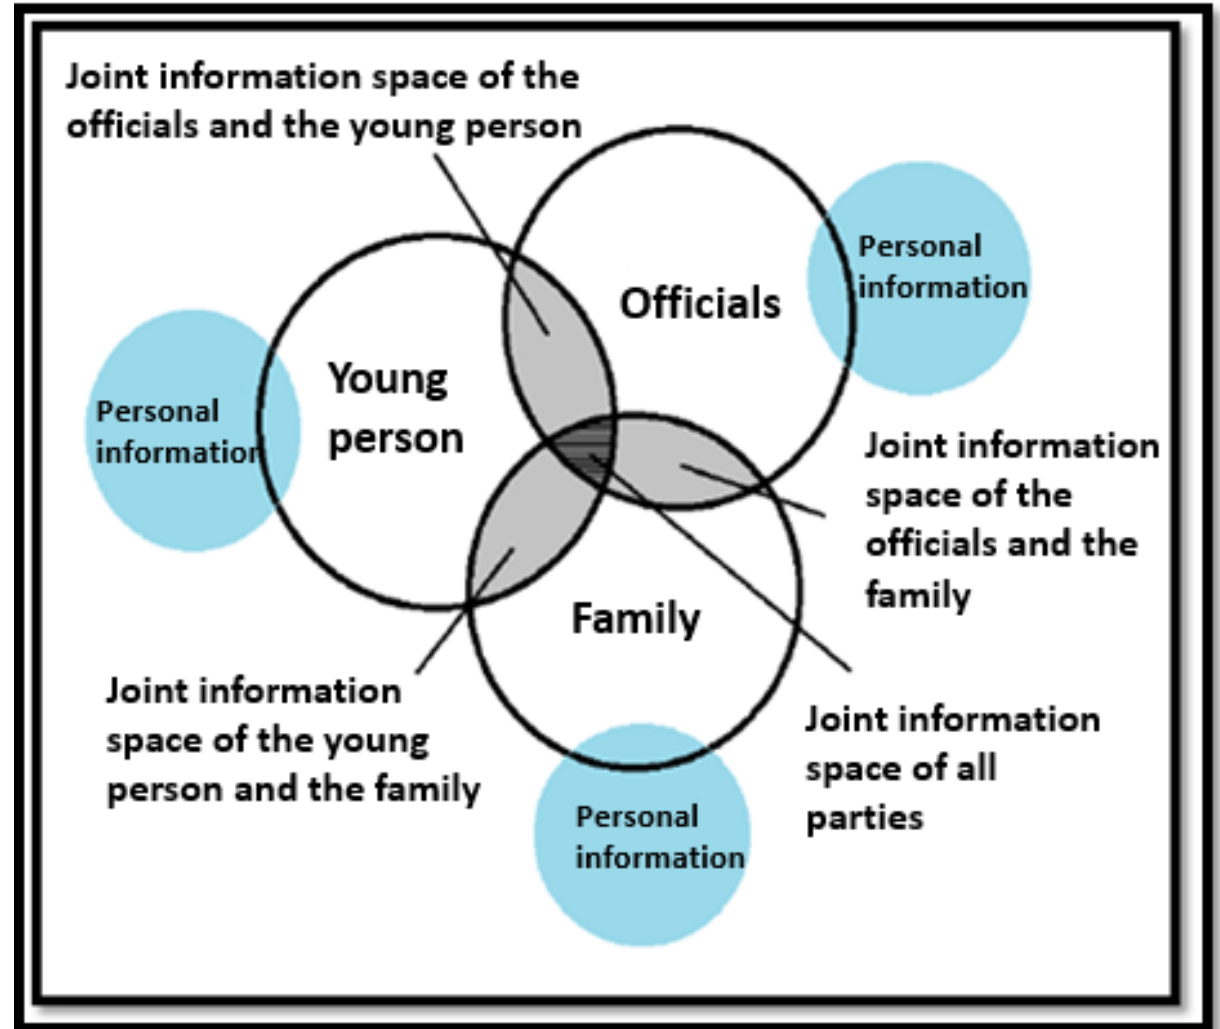 Joint information space of the
officials and the young person
Personal
information
Officials
Young
person
Personal
information
Joint information
space of the
officials and the
family
Family
Joint information
space of the young
person and the family
Joint information
space of all
parties
Personal
information